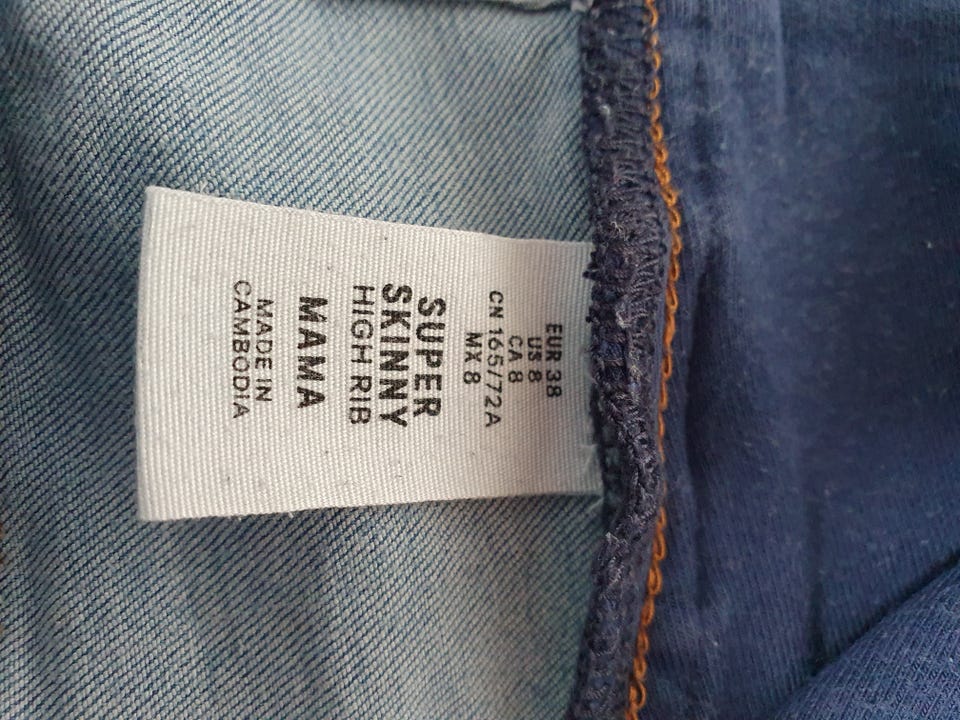 EUR 38
US 8
CA 8
CN 165/72A
MX 8
SUPER
SKINNY
HIGH RIB
MAMA
MADE IN
CAMBODIA